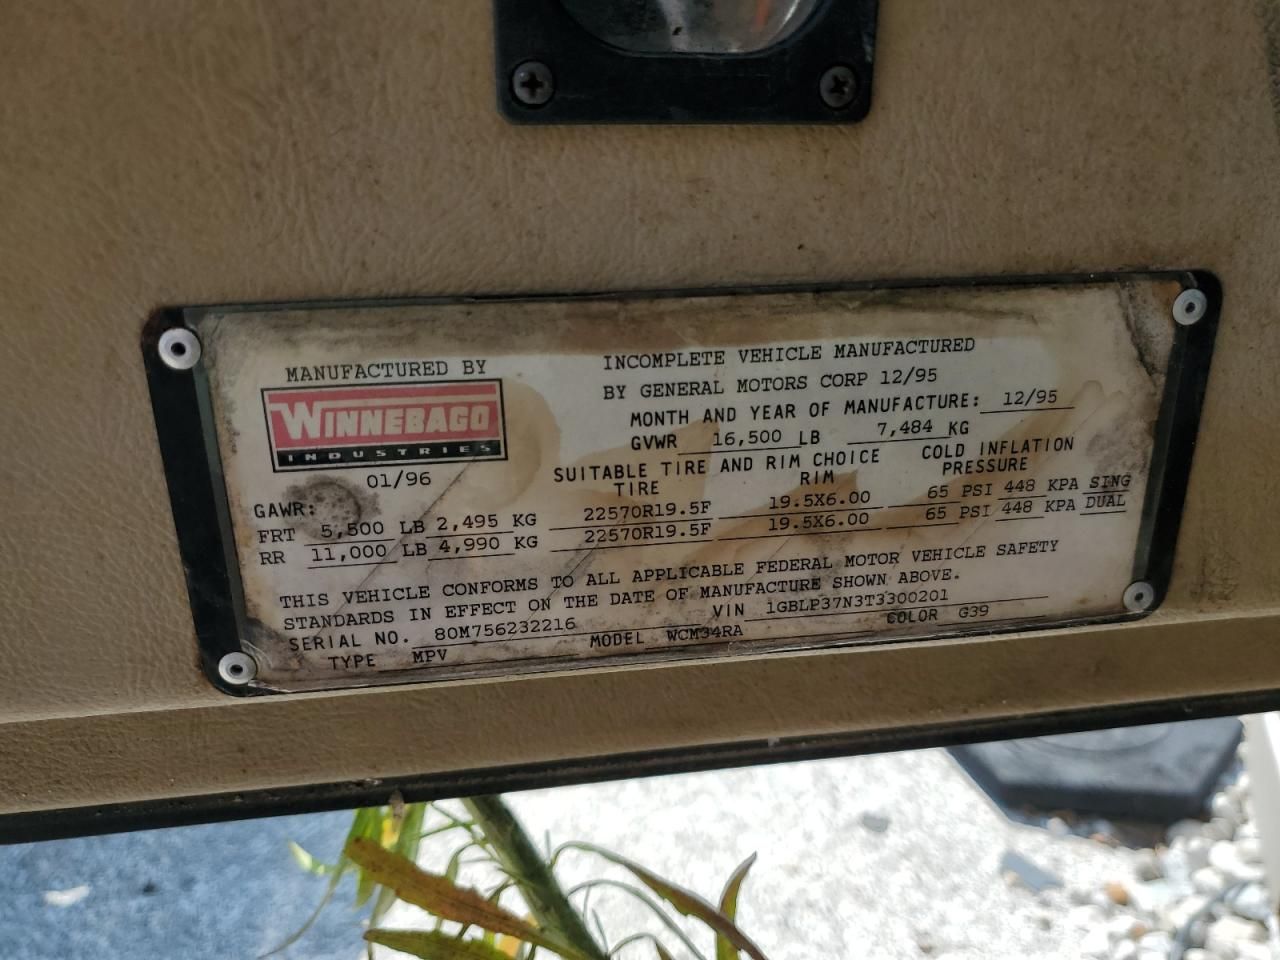 MANUFACTURED BY
WINNEBAGO
INDUSTRIES
01/96
INCOMPLETE VEHICLE MANUFACTURED
BY GENERAL MOTORS CORP 12/95
MONTH AND YEAR OF MANUFACTURE: 12/95
GVWR 16,500 LB 7,484 KG
SUITABLE TIRE AND RIM CHOICE COLD INFLATION
TIRE RIM PRESSURE
GAWR:
FRT 5,500 LB 2,495 KG 22570R19.5F 19.5X6.00 65 PSI 448 KPA SING
RR 11,000 LB 4,990 KG 22570R19.5F 19.5X6.00 65 PSI 448 KPA DUAL
THIS VEHICLE CONFORMS TO ALL APPLICABLE FEDERAL MOTOR VEHICLE SAFETY
STANDARDS IN EFFECT ON THE DATE OF MANUFACTURE SHOWN ABOVE.
SERIAL NO. 80M756232216 VIN 1GBLP37N3T3300201
TYPE MPV MODEL WCM34RA COLOR G39